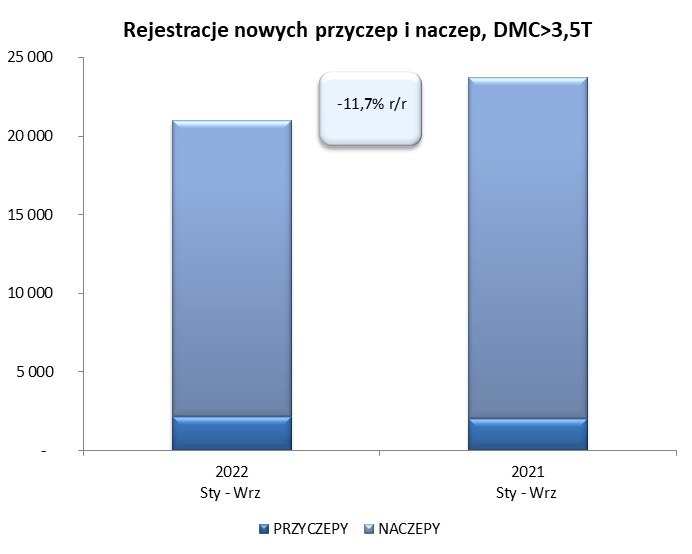 Rejestracje nowych przyczep i naczep, DMC>3,5T
25 000
20 000
15 000
10 000
5 000
-
-11,7% r/r
2022
Sty - Wrz
2021
Sty - Wrz
PRZYCZEPY
NACZEPY